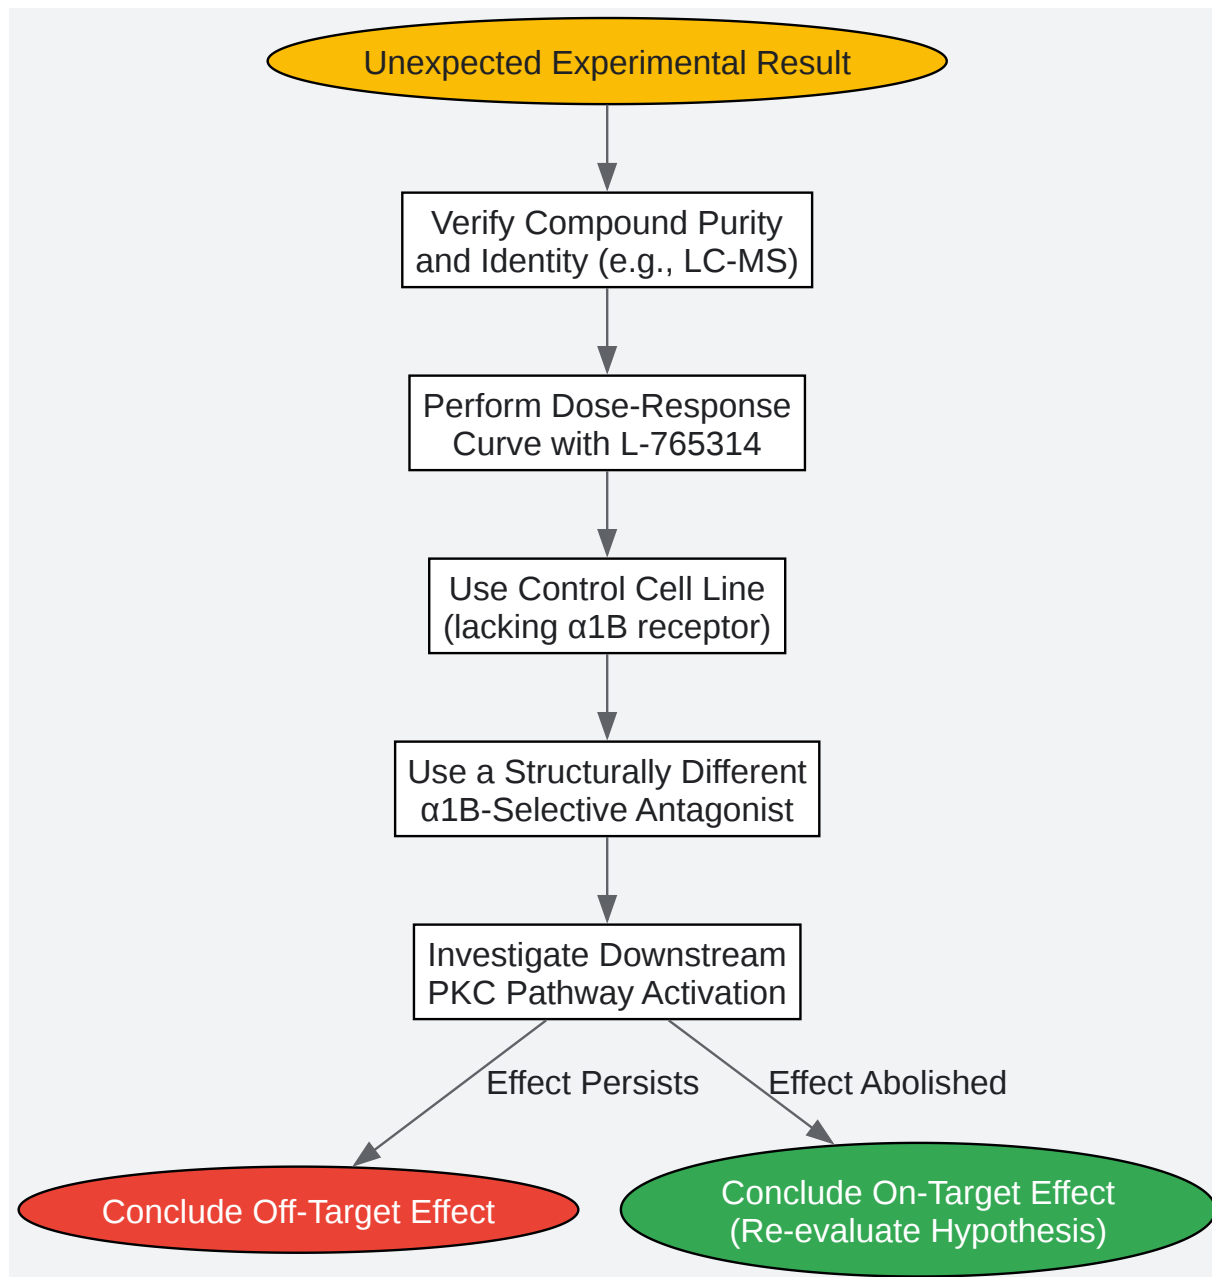 Unexpected Experimental Result
Verify Compound Purity
and Identity (e.g., LC-MS)
Perform Dose-Response
Curve with L-765314
Use Control Cell Line
(lacking α1B receptor)
Use a Structurally Different
α1B-Selective Antagonist
Investigate Downstream
PKC Pathway Activation
Effect Persists
Effect Abolished
Conclude Off-Target Effect
Conclude On-Target Effect
(Re-evaluate Hypothesis)